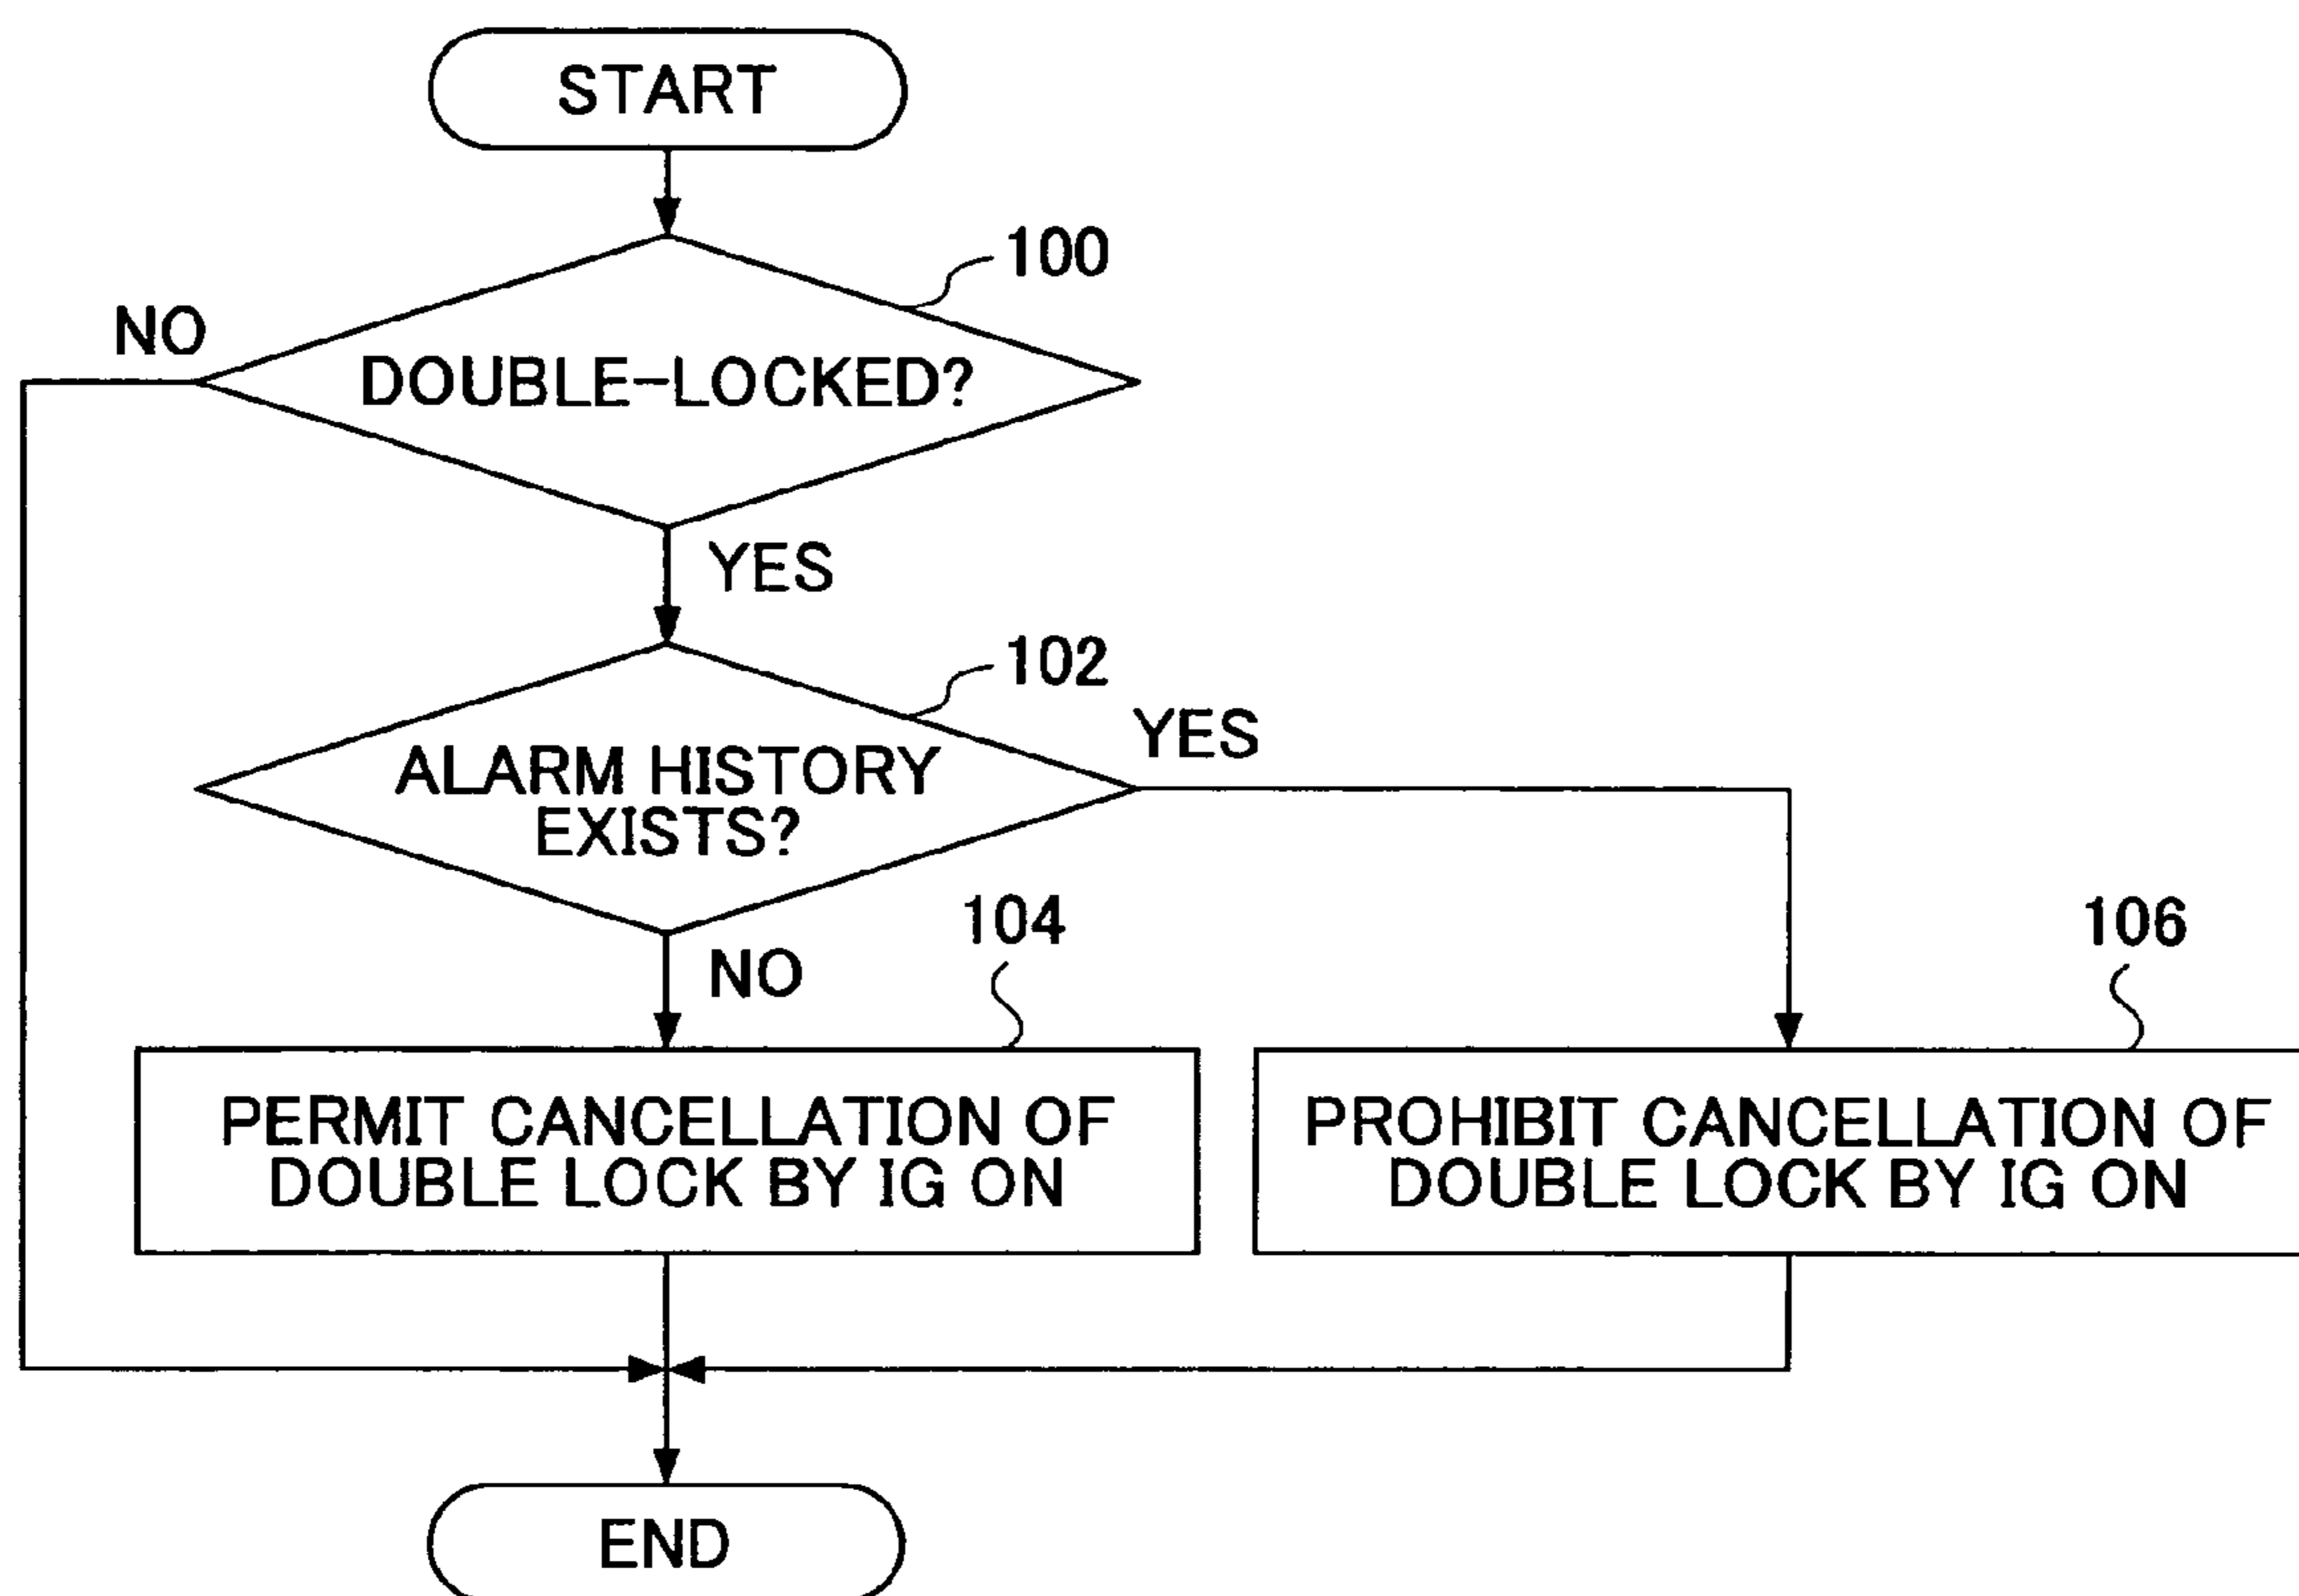 START
100
NO
DOUBLE-LOCKED?
YES
102
YES
ALARM HISTORY
EXISTS?
104
106
NO
PERMIT CANCELLATION OF
DOUBLE LOCK BY IG ON
PROHIBIT CANCELLATION OF
DOUBLE LOCK BY IG ON
END